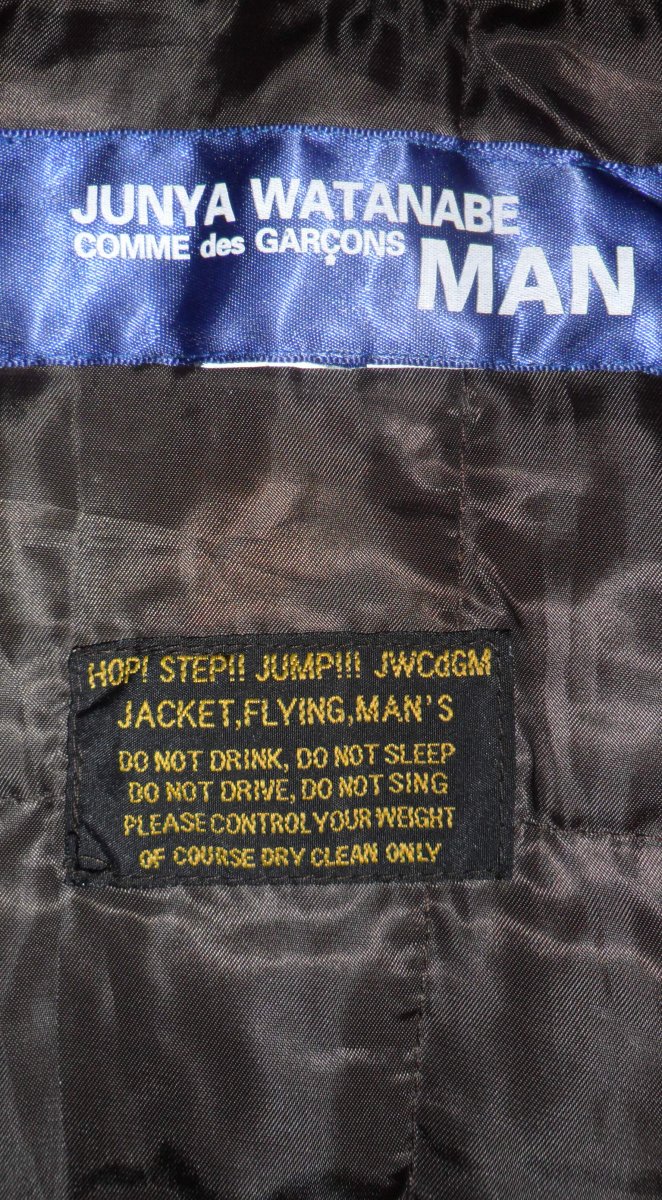 JUNYA WATANABE
COMME des GARÇONS MAN
HOP! STEP!! JUMP!!! JWCdGM
JACKET,FLYING,MAN'S
DO NOT DRINK, DO NOT SLEEP
DO NOT DRIVE, DO NOT SING
PLEASE CONTROL YOUR WEIGHT
OF COURSE DRY CLEAN ONLY